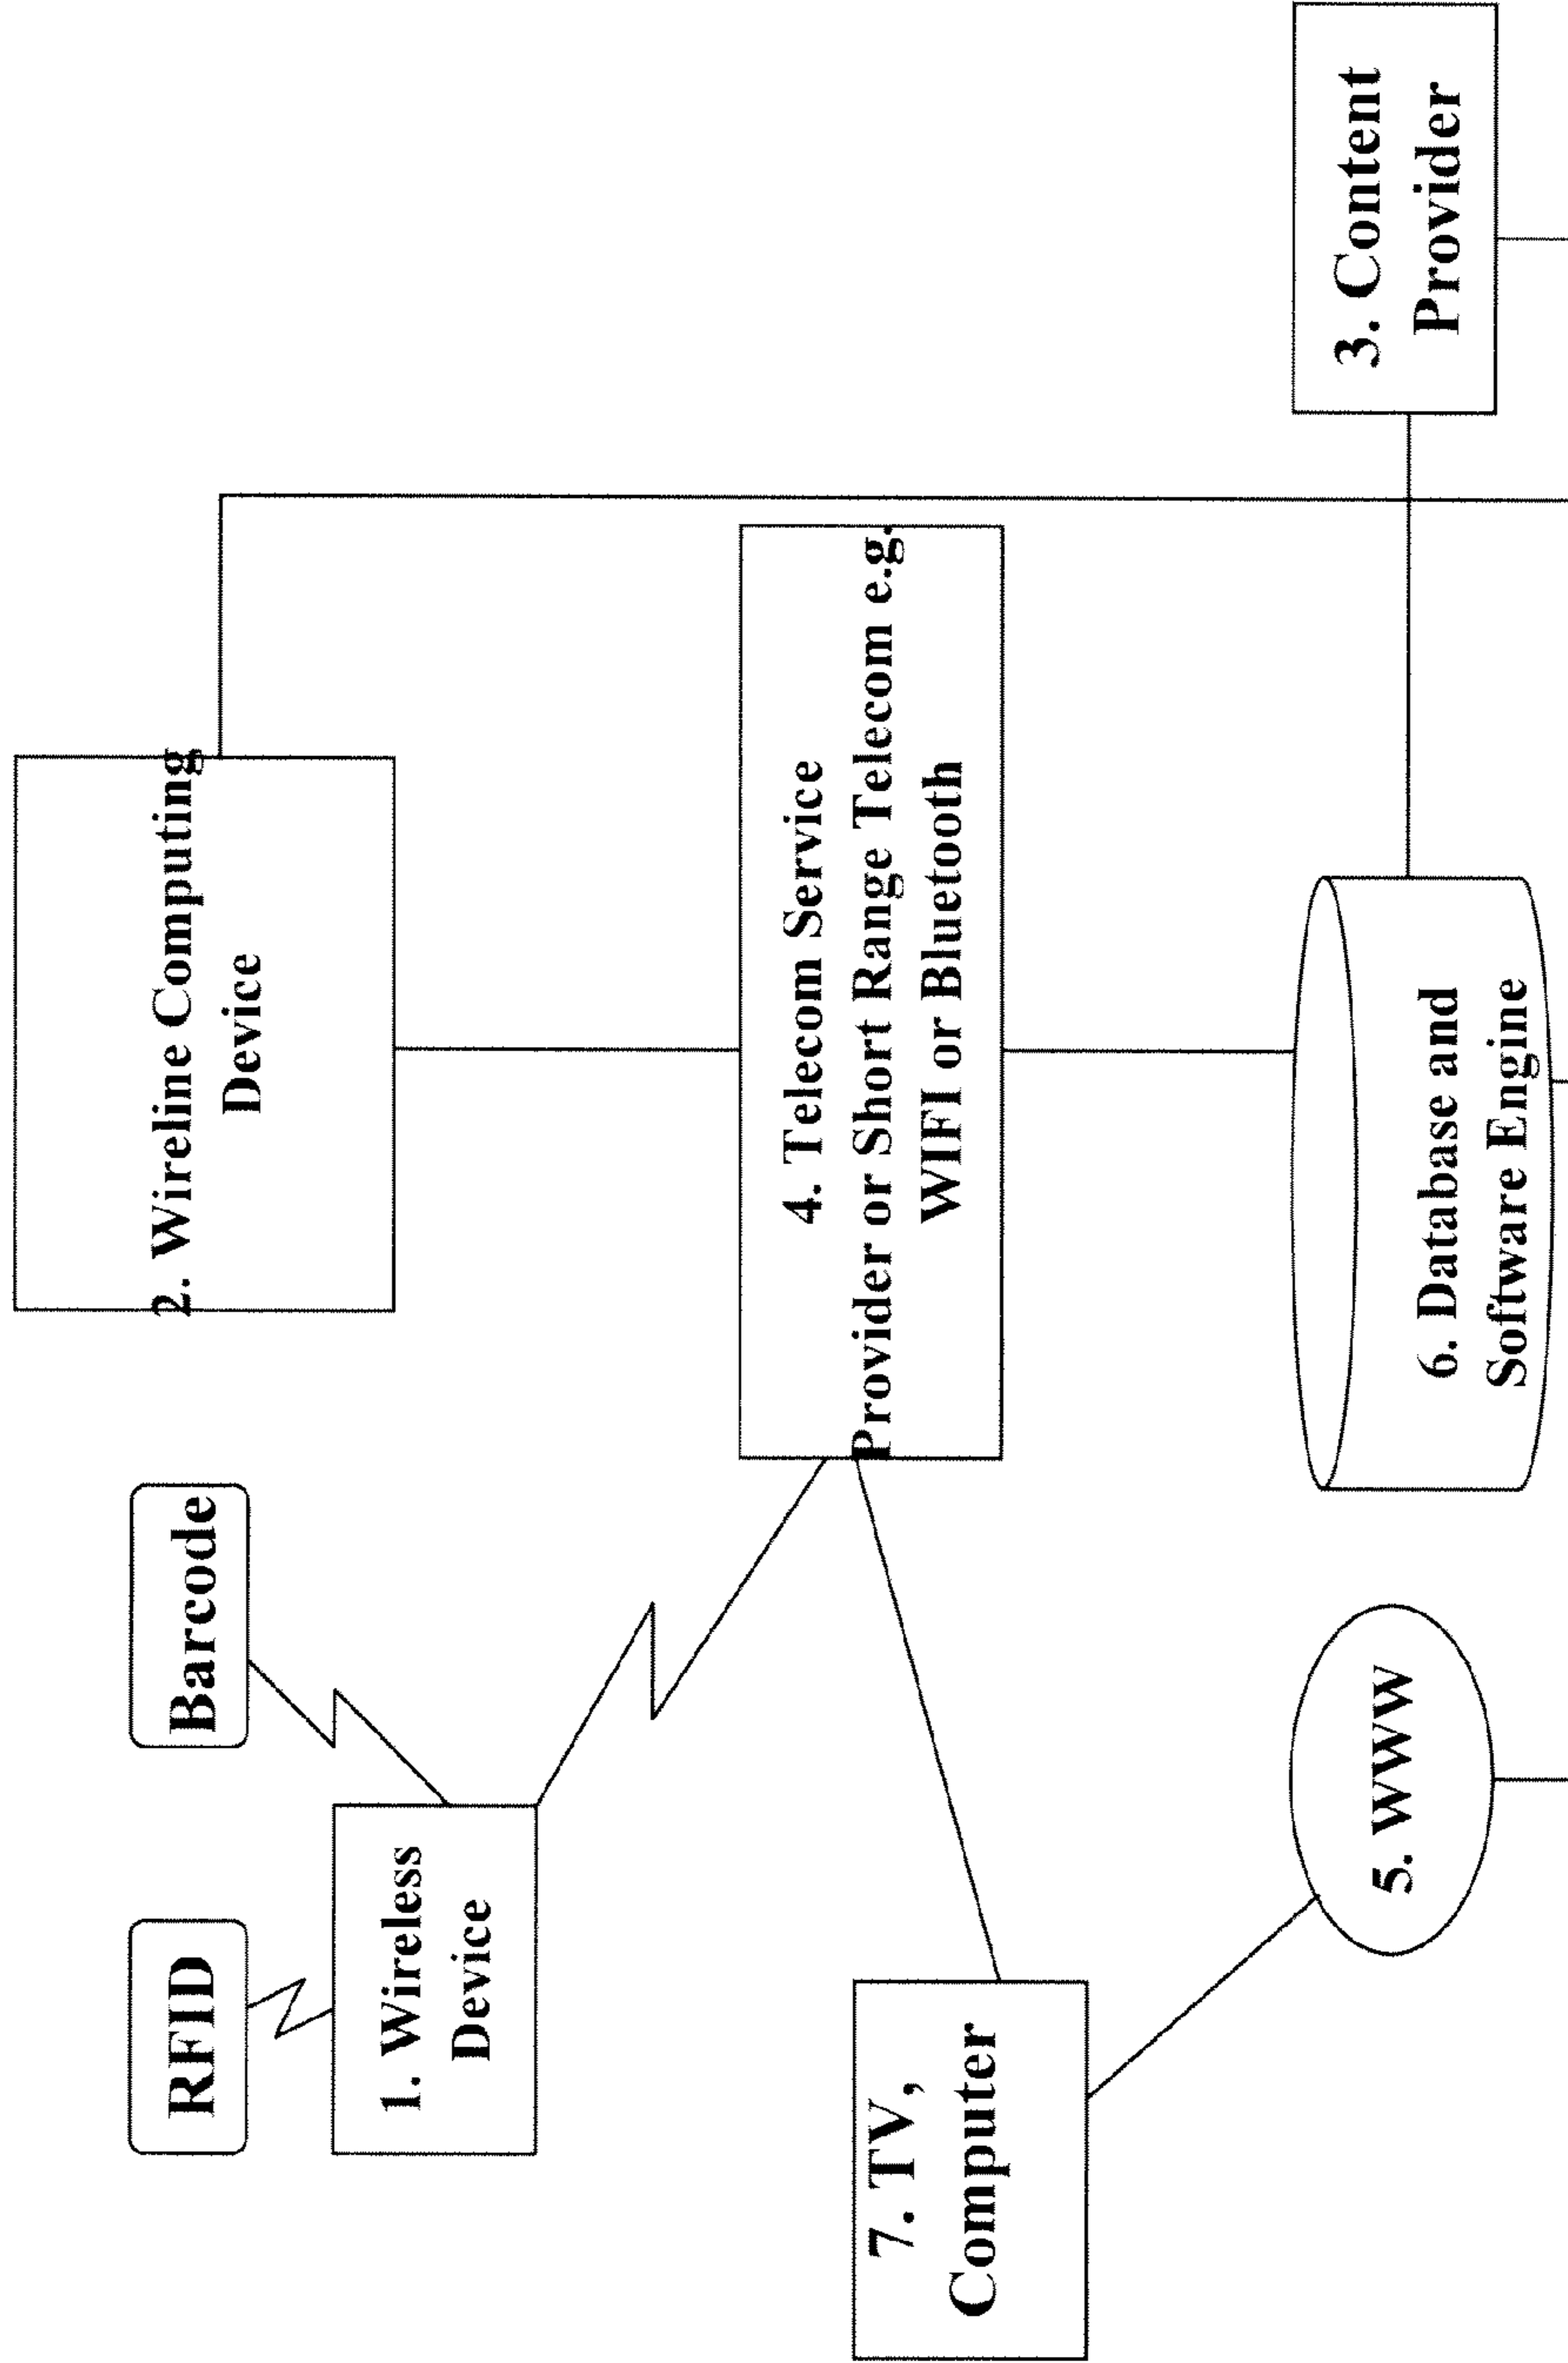 RFID
Barcode
1. Wireless
Device
2. Wireline Computing
Device
7. TV,
Computer
4. Telecom Service
Provider or Short Range Telecom e.g.
WIFI or Bluetooth
5. WWW
6. Database and
Software Engine
3. Content
Provider